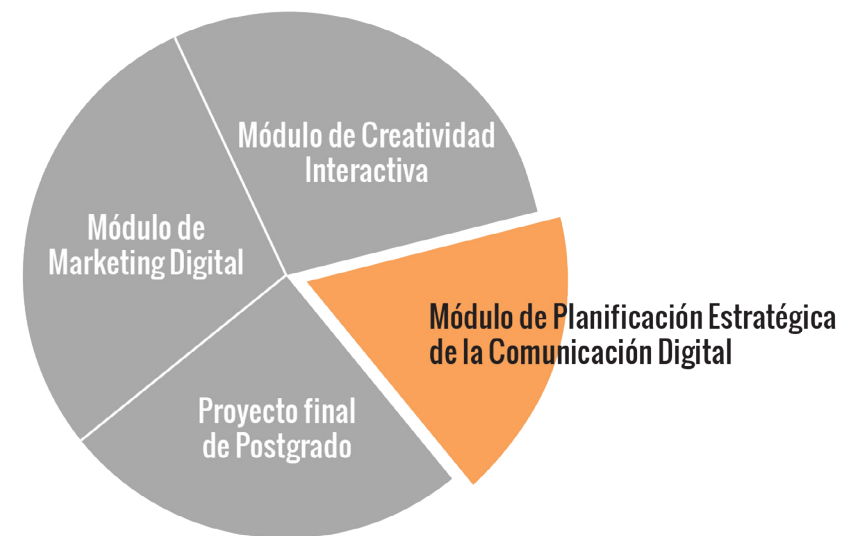 Módulo de Creatividad
Interactiva
Módulo de
Marketing Digital
Módulo de Planificación Estratégica
de la Comunicación Digital
Proyecto final
de Postgrado